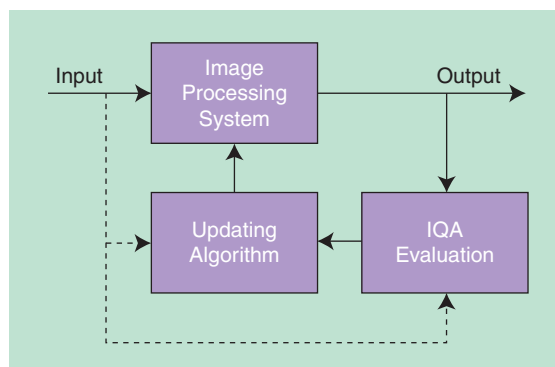 Input
Image
Processing
System
Output
Updating
Algorithm
IQA
Evaluation